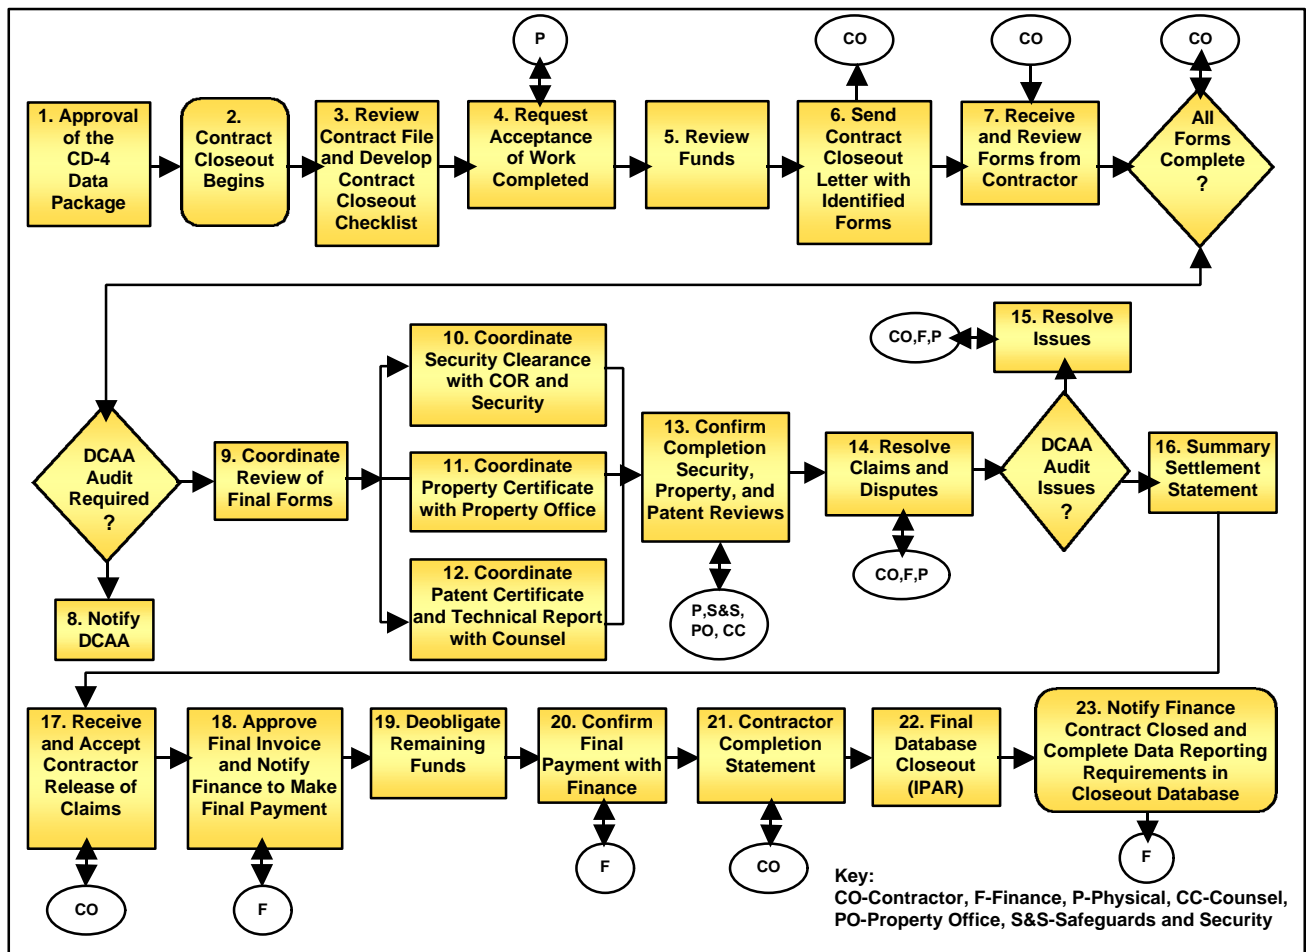 P
CO
CO
CO
1. Approval
of the
CD-4
Data
Package
2.
Contract
Closeout
Begins
3. Review
Contract File
and Develop
Contract
Closeout
Checklist
4. Request
Acceptance
of Work
Completed
5. Review
Funds
6. Send
Contract
Closeout
Letter with
Identified
Forms
7. Receive
and Review
Forms from
Contractor
All
Forms
Complete
?
DCAA
Audit
Required
?
8. Notify
DCAA
9. Coordinate
Review of
Final Forms
10. Coordinate
Security Clearance
with COR and
Security
11. Coordinate
Property Certificate
with Property Office
12. Coordinate
Patent Certificate
and Technical Report
with Counsel
13. Confirm
Completion
Security,
Property, and
Patent Reviews
P,S&S,
PO, CC
14. Resolve
Claims and
Disputes
CO,F,P
DCAA
Audit
Issues
?
15. Resolve
Issues
CO,F,P
16. Summary
Settlement
Statement
17. Receive
and Accept
Contractor
Release of
Claims
CO
18. Approve
Final Invoice
and Notify
Finance to Make
Final Payment
F
19. Deobligate
Remaining
Funds
20. Confirm
Final
Payment with
Finance
F
21. Contractor
Completion
Statement
CO
22. Final
Database
Closeout
(IPAR)
23. Notify Finance
Contract Closed and
Complete Data Reporting
Requirements in
Closeout Database
F
Key:
CO-Contractor, F-Finance, P-Physical, CC-Counsel,
PO-Property Office, S&S-Safeguards and Security